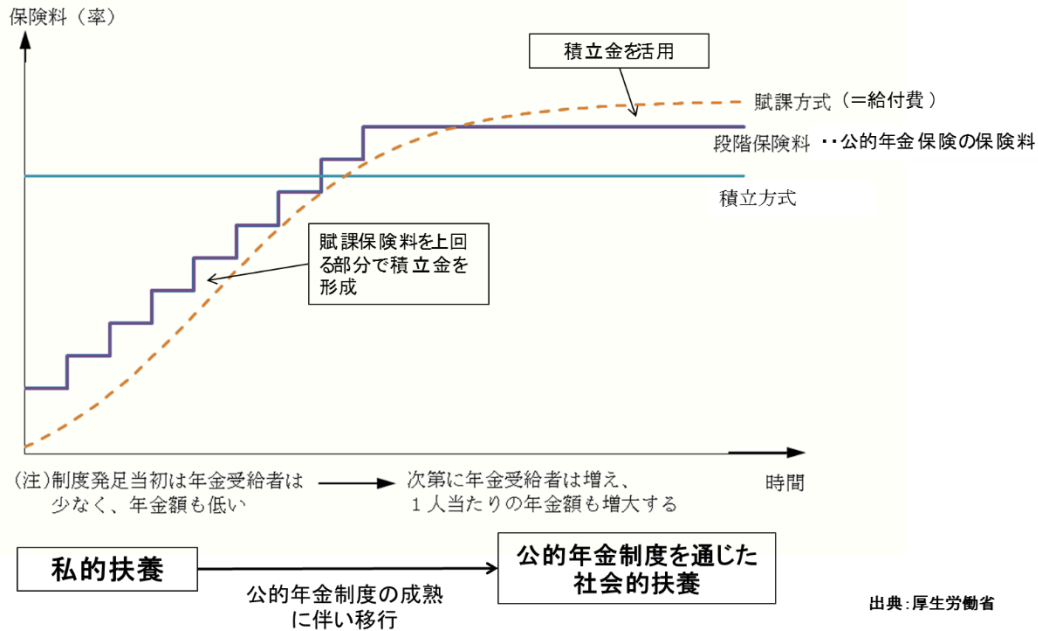 保険料（率）
積立金を活用
賦課方式（＝給付費）
段階保険料 ‥公的年金保険の保険料
積立方式
賦課保険料を上回
る部分で積立金を
形成
(注)制度発足当初は年金受給者は
少なく、年金額も低い
次第に年金受給者は増え、
１人当たりの年金額も増大する
時間
私的扶養
公的年金制度の成熟
に伴い移行
公的年金制度を通じた
社会的扶養
出典：厚生労働省